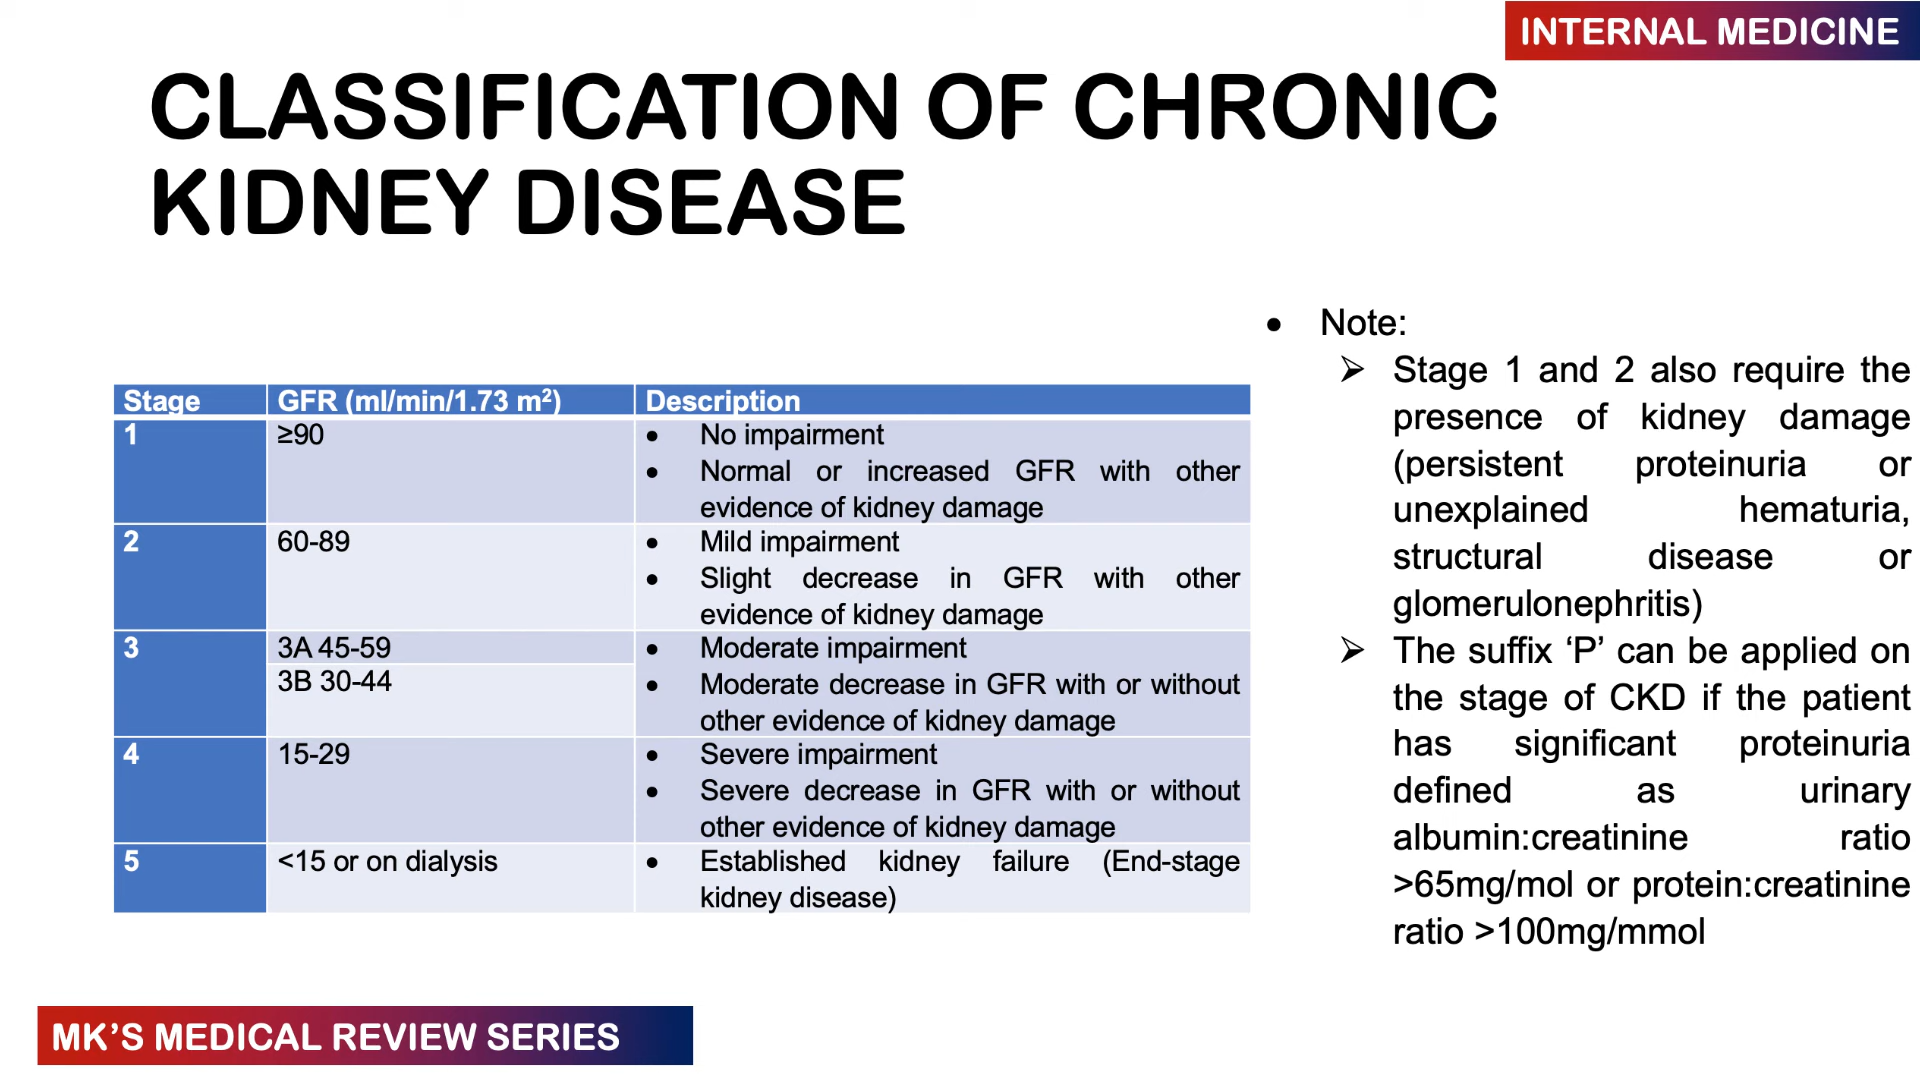 INTERNAL MEDICINE
CLASSIFICATION OF CHRONIC
KIDNEY DISEASE
Stage GFR (ml/min/1.73 m²) Description
1 ≥90 • No impairment
• Normal or increased GFR with other
evidence of kidney damage
2 60-89 • Mild impairment
• Slight decrease in GFR with other
evidence of kidney damage
3 3A 45-59 • Moderate impairment
3B 30-44 • Moderate decrease in GFR with or without
other evidence of kidney damage
4 15-29 • Severe impairment
• Severe decrease in GFR with or without
other evidence of kidney damage
5 <15 or on dialysis • Established kidney failure (End-stage
kidney disease)
• Note:
➢ Stage 1 and 2 also require the
presence of kidney damage
(persistent proteinuria or
unexplained hematuria,
structural disease or
glomerulonephritis)
➢ The suffix ‘P’ can be applied on
the stage of CKD if the patient
has significant proteinuria
defined as urinary
albumin:creatinine ratio
>65mg/mol or protein:creatinine
ratio >100mg/mmol
MK’S MEDICAL REVIEW SERIES